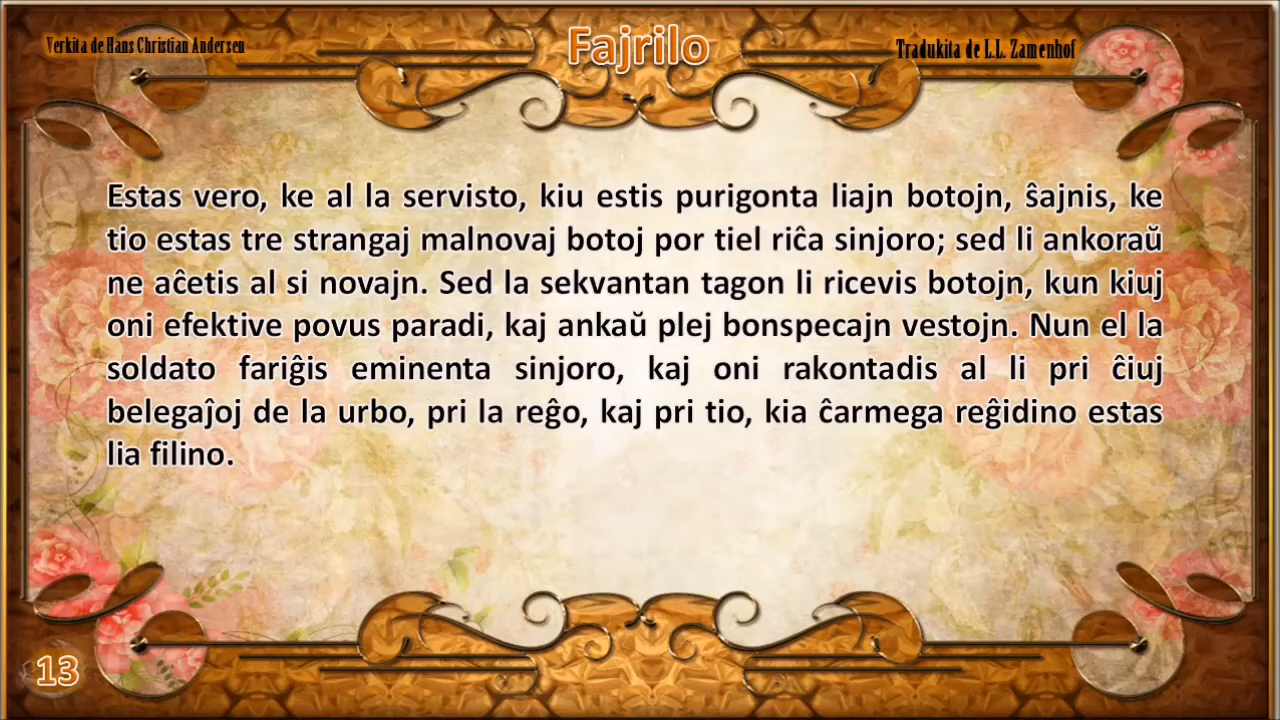 Verkita de Hans Christian Andersen
Fajrilo
Tradukita de L.L. Zamenhof
Estas vero, ke al la servisto, kiu estis purigonta liajn botojn, ŝajnis, ke
tio estas tre strangaj malnovaj botoj por tiel riĉa sinjoro; sed li ankoraŭ
ne aĉetis al si novajn. Sed la sekvantan tagon li ricevis botojn, kun kiuj
oni efektive povus paradi, kaj ankaŭ plej bonspecajn vestojn. Nun el la
soldato fariĝis eminenta sinjoro, kaj oni rakontadis al li pri ĉiuj
belegaĵoj de la urbo, pri la reĝo, kaj pri tio, kia ĉarmega reĝidino estas
lia filino.
13